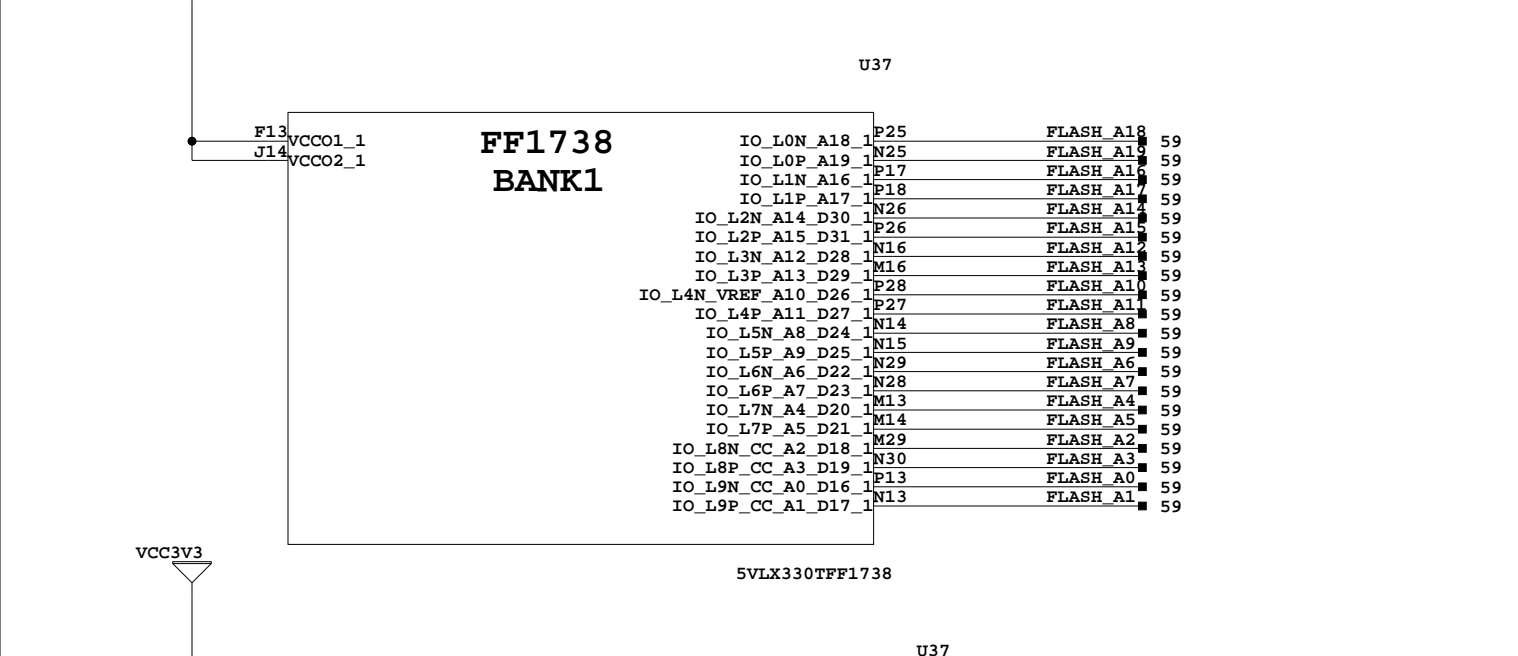 U37
F13 VCCO1_1 FF1738 IO_L0N_A18_1 P25 FLASH_A18 59
J14 VCCO2_1 BANK1 IO_L0P_A19_1 N25 FLASH_A19 59
IO_L1N_A16_1 P17 FLASH_A16 59
IO_L1P_A17_1 P18 FLASH_A17 59
IO_L2N_A14_D30_1 N26 FLASH_A14 59
IO_L2P_A15_D31_1 P26 FLASH_A15 59
IO_L3N_A12_D28_1 N16 FLASH_A12 59
IO_L3P_A13_D29_1 M16 FLASH_A13 59
IO_L4N_VREF_A10_D26_1 P28 FLASH_A10 59
IO_L4P_A11_D27_1 P27 FLASH_A11 59
IO_L5N_A8_D24_1 N14 FLASH_A8 59
IO_L5P_A9_D25_1 N15 FLASH_A9 59
IO_L6N_A6_D22_1 N29 FLASH_A6 59
IO_L6P_A7_D23_1 N28 FLASH_A7 59
IO_L7N_A4_D20_1 M13 FLASH_A4 59
IO_L7P_A5_D21_1 M14 FLASH_A5 59
IO_L8N_CC_A2_D18_1 M29 FLASH_A2 59
IO_L8P_CC_A3_D19_1 N30 FLASH_A3 59
IO_L9N_CC_A0_D16_1 P13 FLASH_A0 59
IO_L9P_CC_A1_D17_1 N13 FLASH_A1 59
VCC3V3
5VLX330TFF1738
U37